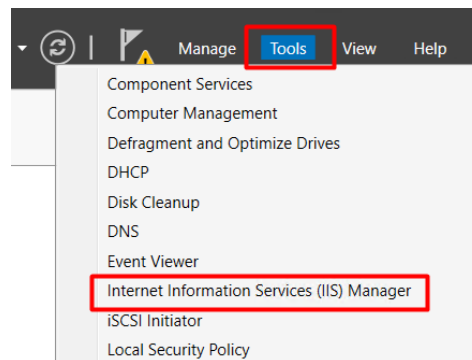 Manage Tools View Help
Component Services
Computer Management
Defragment and Optimize Drives
DHCP
Disk Cleanup
DNS
Event Viewer
Internet Information Services (IIS) Manager
iSCSI Initiator
Local Security Policy